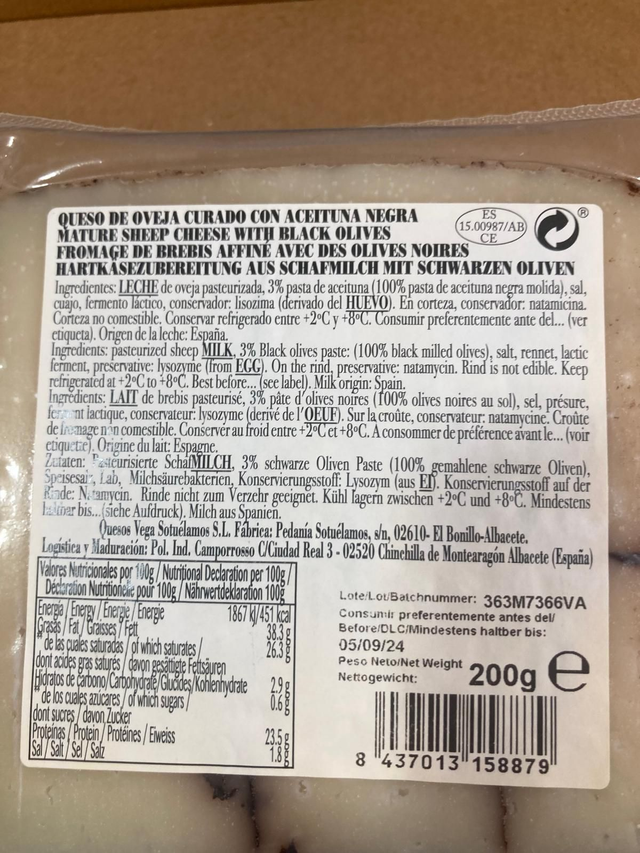 QUESO DE OVEJA CURADO CON ACEITUNA NEGRA
MATURE SHEEP CHEESE WITH BLACK OLIVES
FROMAGE DE BREBIS AFFINÉ AVEC DES OLIVES NOIRES
HARTKÄSEZUBEREITUNG AUS SCHAFMILCH MIT SCHWARZEN OLIVEN
ES
15.00987/AB
CE
®
Ingredientes: LECHE de oveja pasteurizada, 3% pasta de aceituna (100% pasta de aceituna negra molida), sal,
cuajo, fermento láctico, conservador: lisozima (derivado del HUEVO). En corteza, conservador: natamicina.
Corteza no comestible. Conservar refrigerado entre +2ºC y +8ºC. Consumir preferentemente ante del... (ver
etiqueta). Origen de la leche: España.
Ingredients: pasteurized sheep MILK, 3% Black olives paste: (100% black milled olives), salt, rennet, lactic
ferment, preservative: lysozyme (from EGG). On the rind, preservative: natamycin. Rind is not edible. Keep
refrigerated at +2ºC to +8ºC. Best before... (see label). Milk origin: Spain.
Ingrédients: LAIT de brebis pasteurisé, 3% pâte d'olives noires (100% olives noires au sol), sel, présure,
lactique, conservateur: lysozyme (derivé de l'OEUF). Sur la croûte, conservateur: natamycine. Croûte
de fromage non comestible. Conserver au froid entre +2ºC et +8ºC. A consommer de préférence avant le... (voir
etiquette). Origine du lait: Espagne.
Zutaten: Pasteurisierte SchafMILCH, 3% schwarze Oliven Paste (100% gemahlene schwarze Oliven),
Speisesalz, Lab, Milchsäurebakterien, Konservierungsstoff: Lysozym (aus EI). Konservierungsstoff auf der
Rinde: Natamycin. Rinde nicht zum Verzehr geeignet. Kühl lagern zwischen +2ºC und +8ºC. Mindestens
haltbar bis...(siehe Aufdruck). Milch aus Spanien.
Quesos Vega Sotuélamos S.L. Fábrica: Pedanía Sotuélamos, s/n, 02610- El Bonillo-Albacete.
Logística y Maduración: Pol. Ind. Camporrosso C/Ciudad Real 3 - 02520 Chinchilla de Montearagón Albacete (España)
Valores Nutricionales por 100g / Nutritional Declaration per 100g /
Déclaration Nutritionelle pour 100g / Nährwertdeklaration 100g
Energía / Energy / Energie / Energie 1867 kj/451 kcal
Grasas / Fat / Graisses / Fett 38.3 g
de las cuales saturadas / of which saturates / 26.3 g
dont acides gras saturés / davon gesättigte Fettsäuren
Hidratos de carbono/Carbohydrate/Glucides/Kohlenhydrate 2.9 g
de los cuales azúcares / of which sugars / 0.6 g
dont sucres / davon Zucker
Proteínas / Protein / Protéines / Eiweiss 23.5 g
Sal / Salt / Sel / Salz 1.8 g
Lote/Lot/Batchnummer: 363M7366VA
Consumir preferentemente antes del/
Before/DLC/Mindestens haltber bis:
05/09/24
Peso Neto/Net Weight
Nettogewicht: 200g e
8 437013 158879